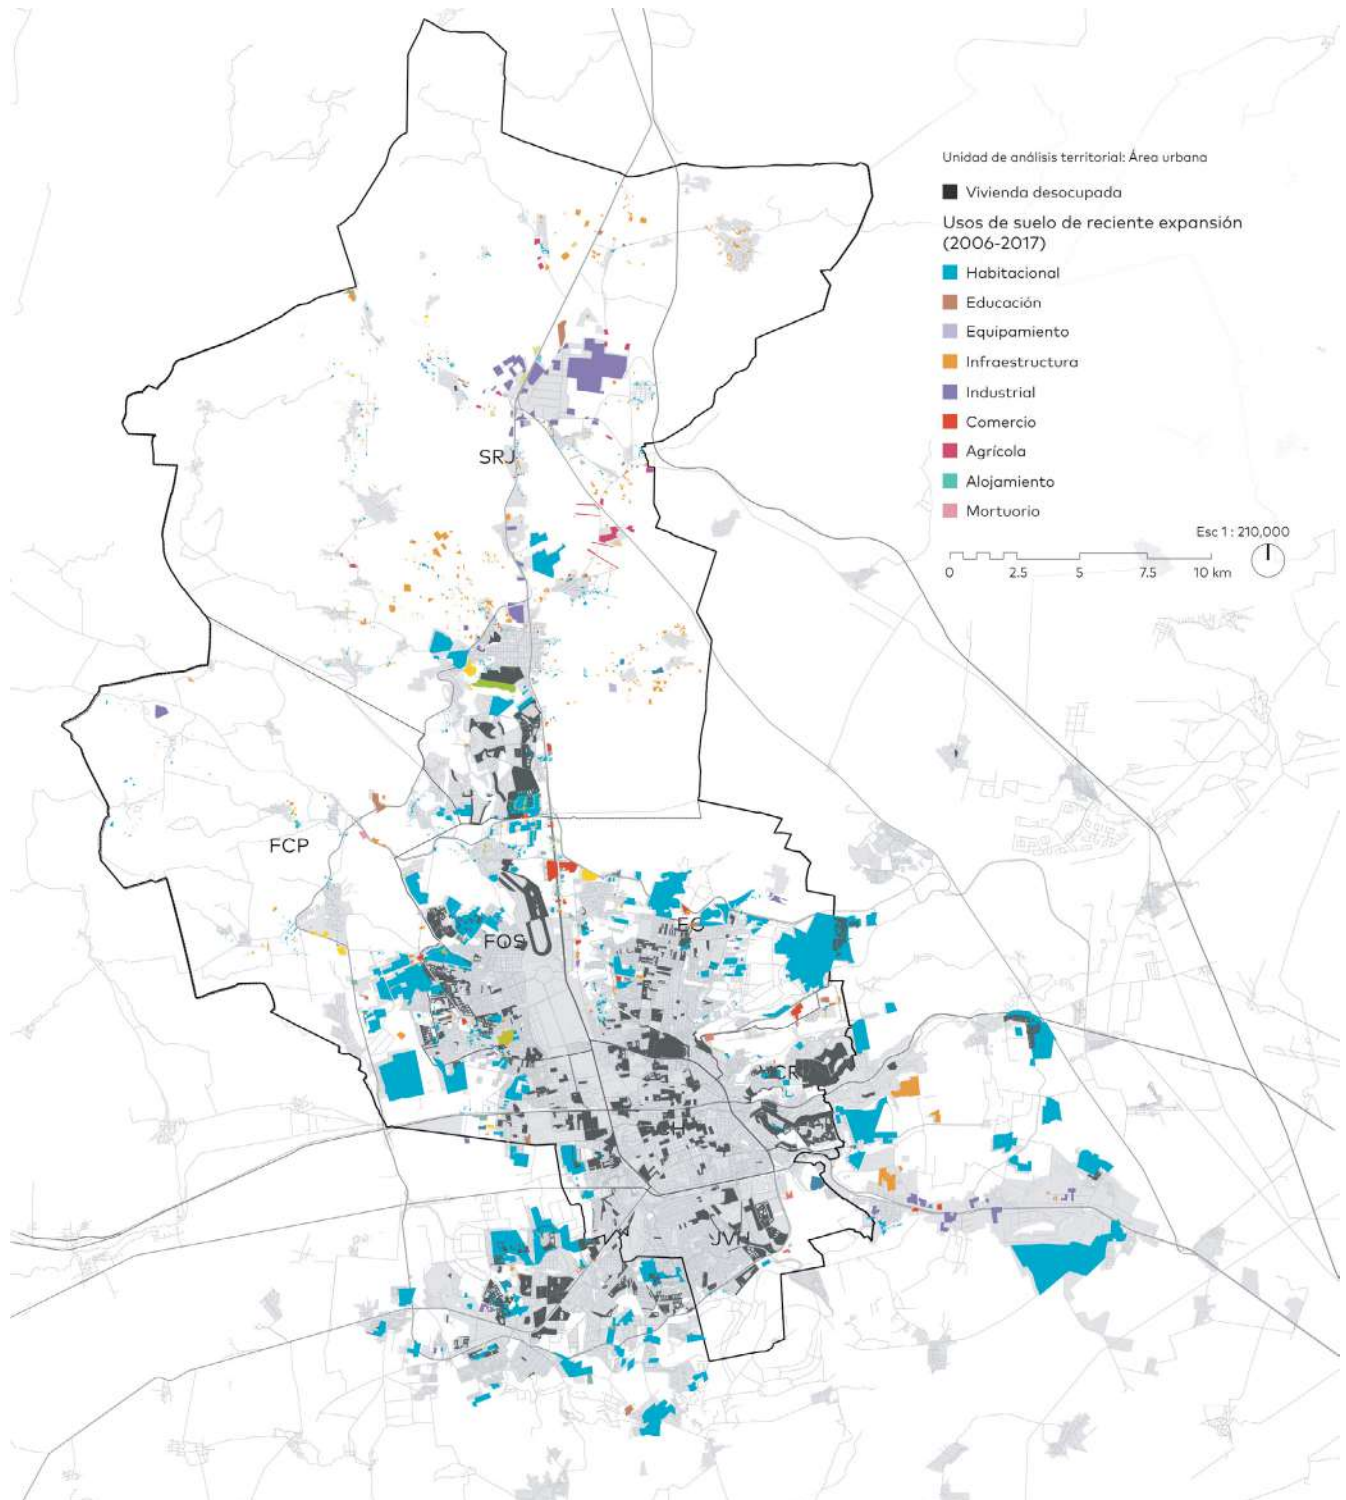 Unidad de análisis territorial: Área urbana
Vivienda desocupada
Usos de suelo de reciente expansión
(2006-2017)
Habitacional
Educación
Equipamiento
Infraestructura
Industrial
Comercio
Agrícola
Alojamiento
Mortuorio
Esc 1 : 210,000
0 2.5 5 7.5 10 km
SRJ
FCP
EG
FOS
JVH